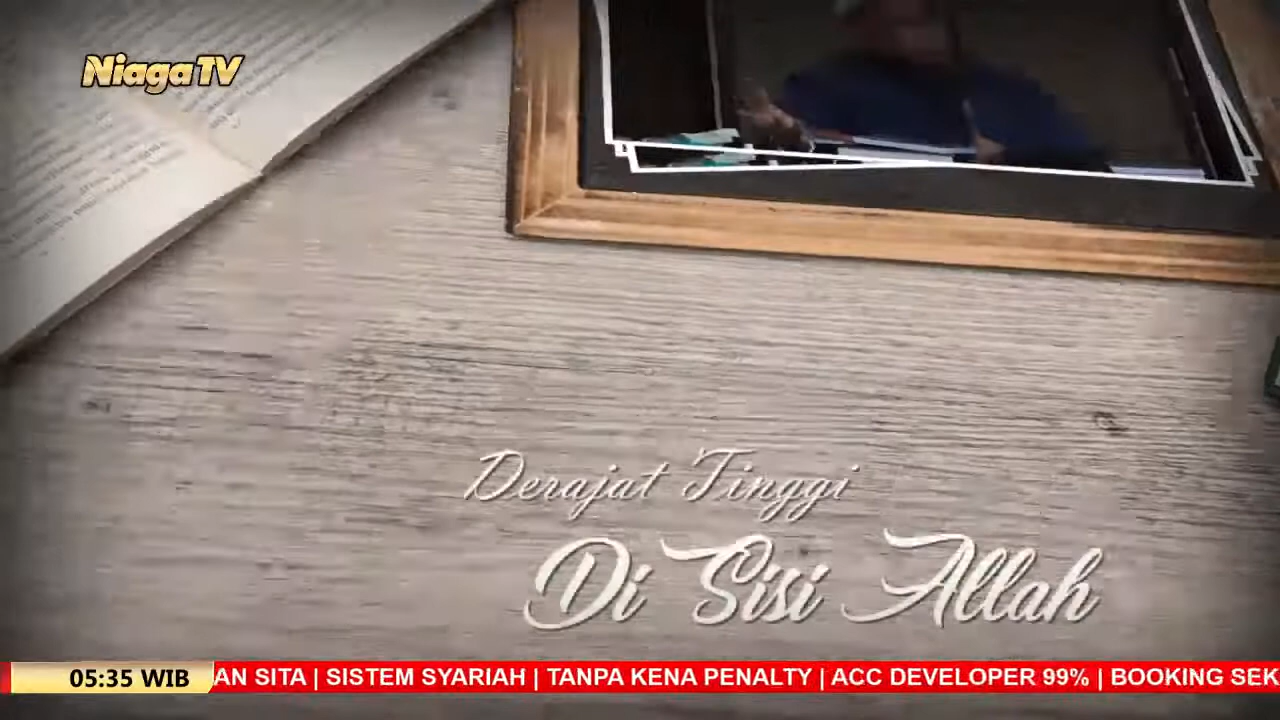 NiagaTV
Derajat Tinggi
Di Sisi Allah
05:35 WIB
AN SITA | SISTEM SYARIAH | TANPA KENA PENALTY | ACC DEVELOPER 99% | BOOKING SEK